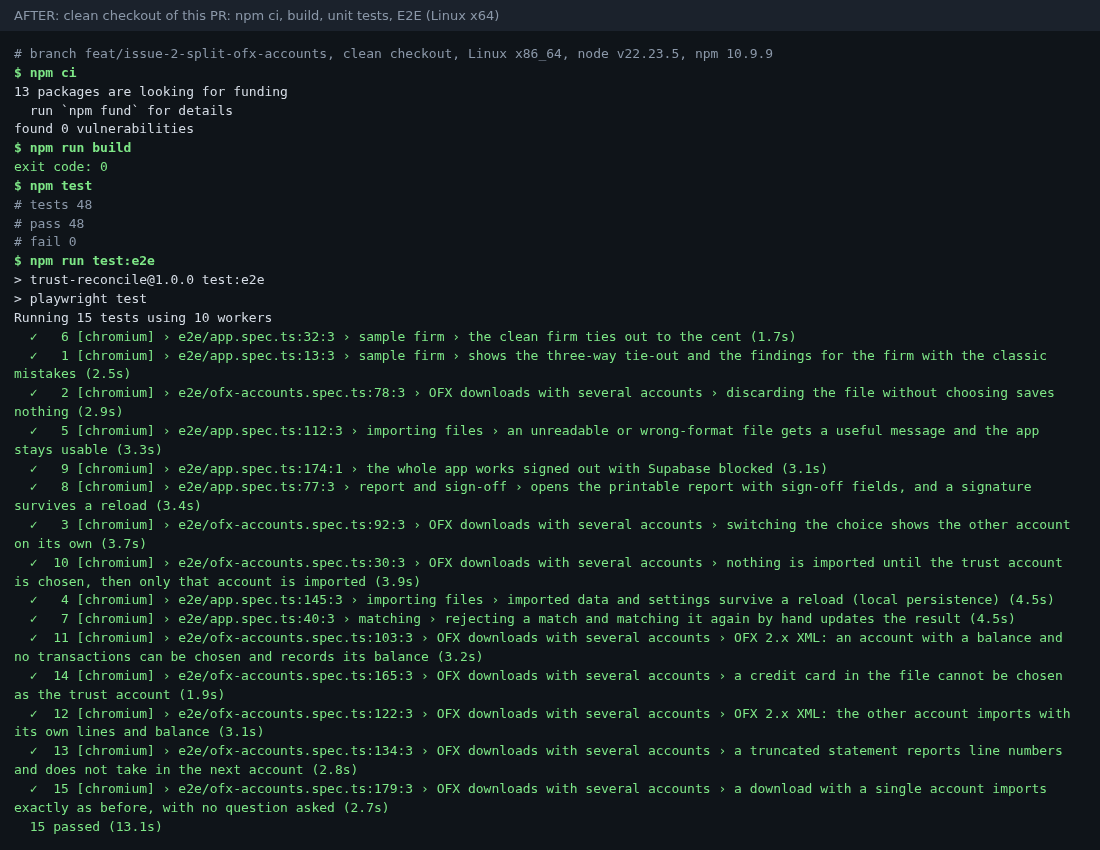 AFTER: clean checkout of this PR: npm ci, build, unit tests, E2E (Linux x64)
# branch feat/issue-2-split-ofx-accounts, clean checkout, Linux x86_64, node v22.23.5, npm 10.9.9
$ npm ci
13 packages are looking for funding
  run `npm fund` for details
found 0 vulnerabilities
$ npm run build
exit code: 0
$ npm test
# tests 48
# pass 48
# fail 0
$ npm run test:e2e
> trust-reconcile@1.0.0 test:e2e
> playwright test
Running 15 tests using 10 workers
  ✓   6 [chromium] › e2e/app.spec.ts:32:3 › sample firm › the clean firm ties out to the cent (1.7s)
  ✓   1 [chromium] › e2e/app.spec.ts:13:3 › sample firm › shows the three-way tie-out and the findings for the firm with the classic
mistakes (2.5s)
  ✓   2 [chromium] › e2e/ofx-accounts.spec.ts:78:3 › OFX downloads with several accounts › discarding the file without choosing saves
nothing (2.9s)
  ✓   5 [chromium] › e2e/app.spec.ts:112:3 › importing files › an unreadable or wrong-format file gets a useful message and the app
stays usable (3.3s)
  ✓   9 [chromium] › e2e/app.spec.ts:174:1 › the whole app works signed out with Supabase blocked (3.1s)
  ✓   8 [chromium] › e2e/app.spec.ts:77:3 › report and sign-off › opens the printable report with sign-off fields, and a signature
survives a reload (3.4s)
  ✓   3 [chromium] › e2e/ofx-accounts.spec.ts:92:3 › OFX downloads with several accounts › switching the choice shows the other account
on its own (3.7s)
  ✓  10 [chromium] › e2e/ofx-accounts.spec.ts:30:3 › OFX downloads with several accounts › nothing is imported until the trust account
is chosen, then only that account is imported (3.9s)
  ✓   4 [chromium] › e2e/app.spec.ts:145:3 › importing files › imported data and settings survive a reload (local persistence) (4.5s)
  ✓   7 [chromium] › e2e/app.spec.ts:40:3 › matching › rejecting a match and matching it again by hand updates the result (4.5s)
  ✓  11 [chromium] › e2e/ofx-accounts.spec.ts:103:3 › OFX downloads with several accounts › OFX 2.x XML: an account with a balance and
no transactions can be chosen and records its balance (3.2s)
  ✓  14 [chromium] › e2e/ofx-accounts.spec.ts:165:3 › OFX downloads with several accounts › a credit card in the file cannot be chosen
as the trust account (1.9s)
  ✓  12 [chromium] › e2e/ofx-accounts.spec.ts:122:3 › OFX downloads with several accounts › OFX 2.x XML: the other account imports with
its own lines and balance (3.1s)
  ✓  13 [chromium] › e2e/ofx-accounts.spec.ts:134:3 › OFX downloads with several accounts › a truncated statement reports line numbers
and does not take in the next account (2.8s)
  ✓  15 [chromium] › e2e/ofx-accounts.spec.ts:179:3 › OFX downloads with several accounts › a download with a single account imports
exactly as before, with no question asked (2.7s)
  15 passed (13.1s)